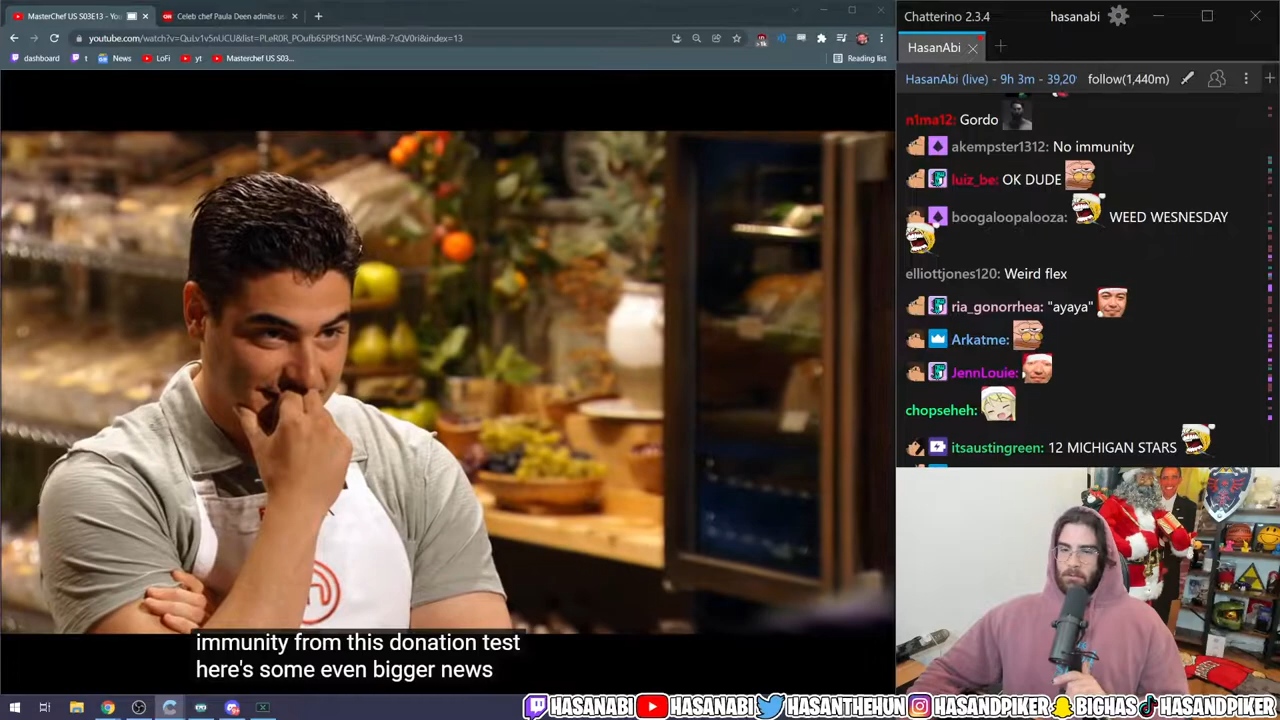 MasterChef US S03E13 -
Celeb chef Paula Deen admits us
youtube.com/watch?v=QuLv1v5nUCU&list=PLeR0R_POufb65PfSt1N5C-Wm8-7sQV0ri&index=13
dashboard
t
News
LoFi
yt
Masterchef US S03...
Reading list
immunity from this donation test
here's some even bigger news
Chatterino 2.3.4
hasanabi
HasanAbi
HasanAbi (live) - 9h 3m - 39,20
follow(1,440m)
n1ma12: Gordo
akempster1312: No immunity
luiz_be: OK DUDE
boogaloopalooza: WEED WESNESDAY
elliottjones120: Weird flex
ria_gonorrhea: "ayaya"
Arkatme:
JennLouie:
chopseheh:
itsaustingreen: 12 MICHIGAN STARS
HASANABI HASANABI HASANTHEHUN HASANDPIKER BIGHAS HASANDPIKER